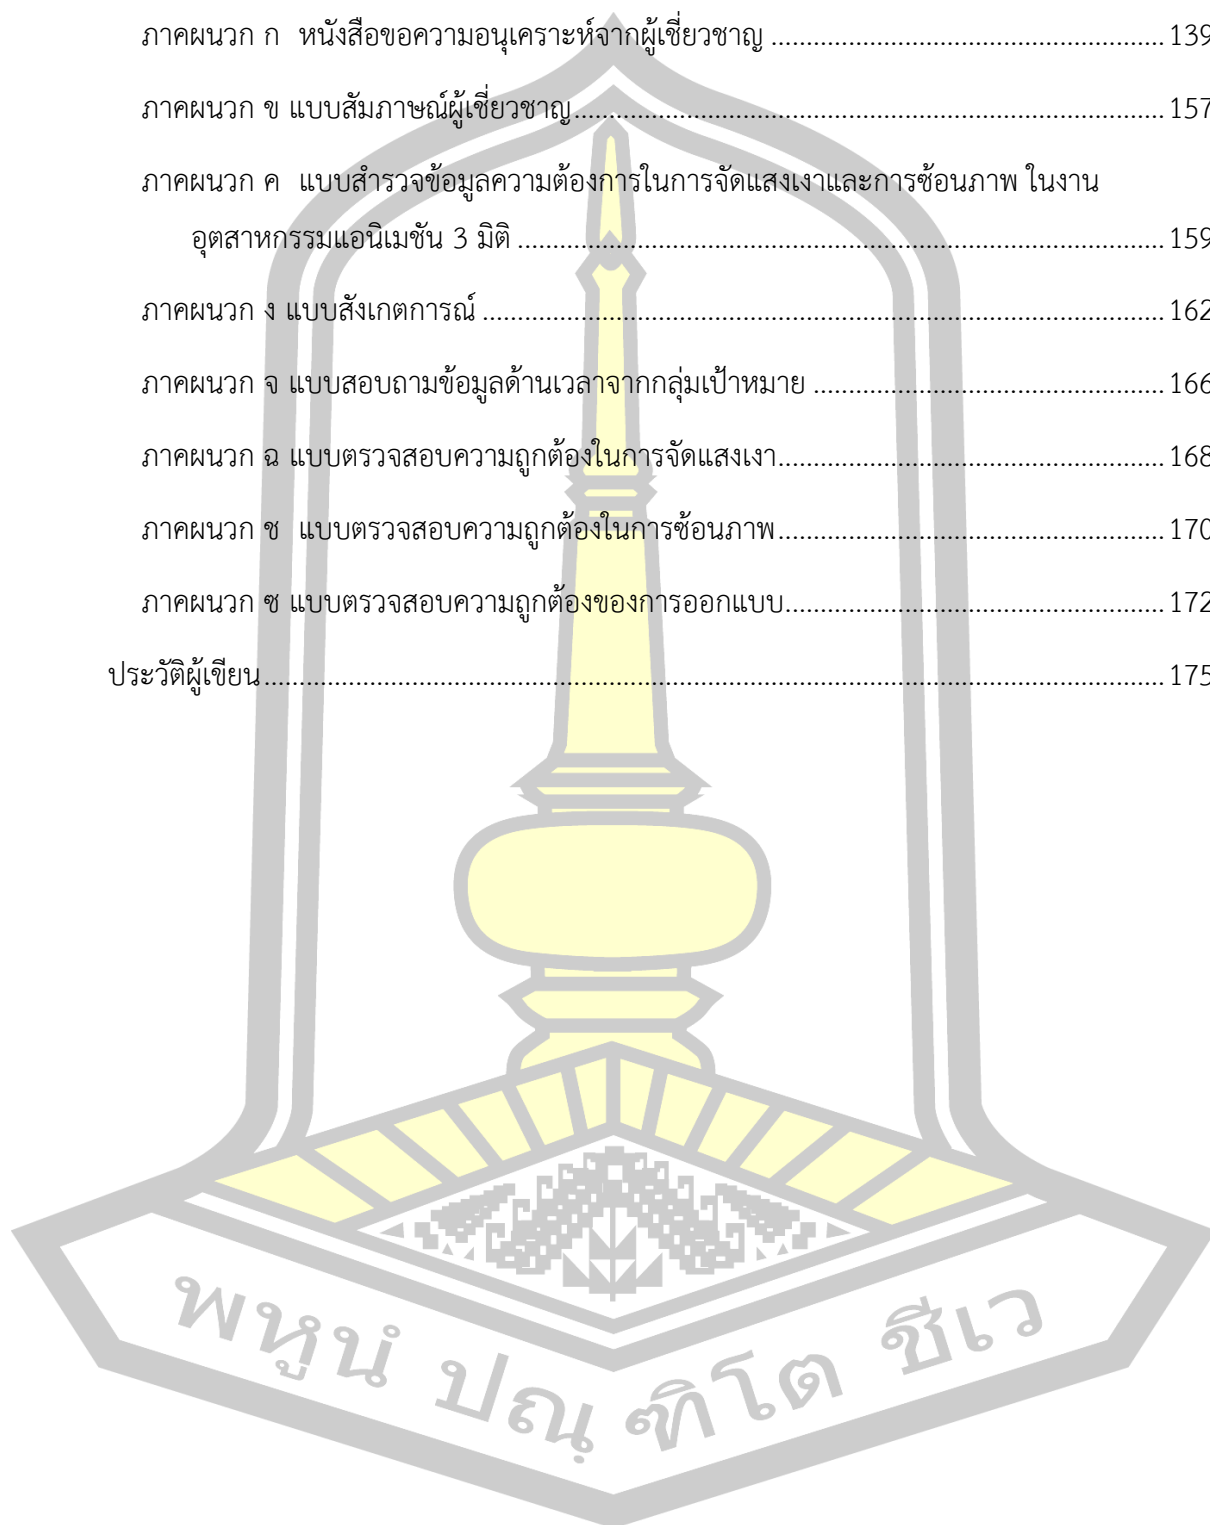 ภาคผนวก ก  หนังสือขอความอนุเคราะห์จากผู้เชี่ยวชาญ ................................................ 139
ภาคผนวก ข แบบสัมภาษณ์ผู้เชี่ยวชาญ........................................................................ 157
ภาคผนวก ค  แบบสำรวจข้อมูลความต้องการในการจัดแสงเงาและการซ้อนภาพ ในงาน
อุตสาหกรรมแอนิเมชัน 3 มิติ ............................................................................... 159
ภาคผนวก ง แบบสังเกตการณ์ .................................................................................... 162
ภาคผนวก จ แบบสอบถามข้อมูลด้านเวลาจากกลุ่มเป้าหมาย ........................................... 166
ภาคผนวก ฉ แบบตรวจสอบความถูกต้องในการจัดแสงเงา............................................... 168
ภาคผนวก ช  แบบตรวจสอบความถูกต้องในการซ้อนภาพ............................................... 170
ภาคผนวก ซ แบบตรวจสอบความถูกต้องของการออกแบบ.............................................. 172
ประวัติผู้เขียน.............................................................................................................. 175
พหูนํ ปณฺฑิโต ชีเว